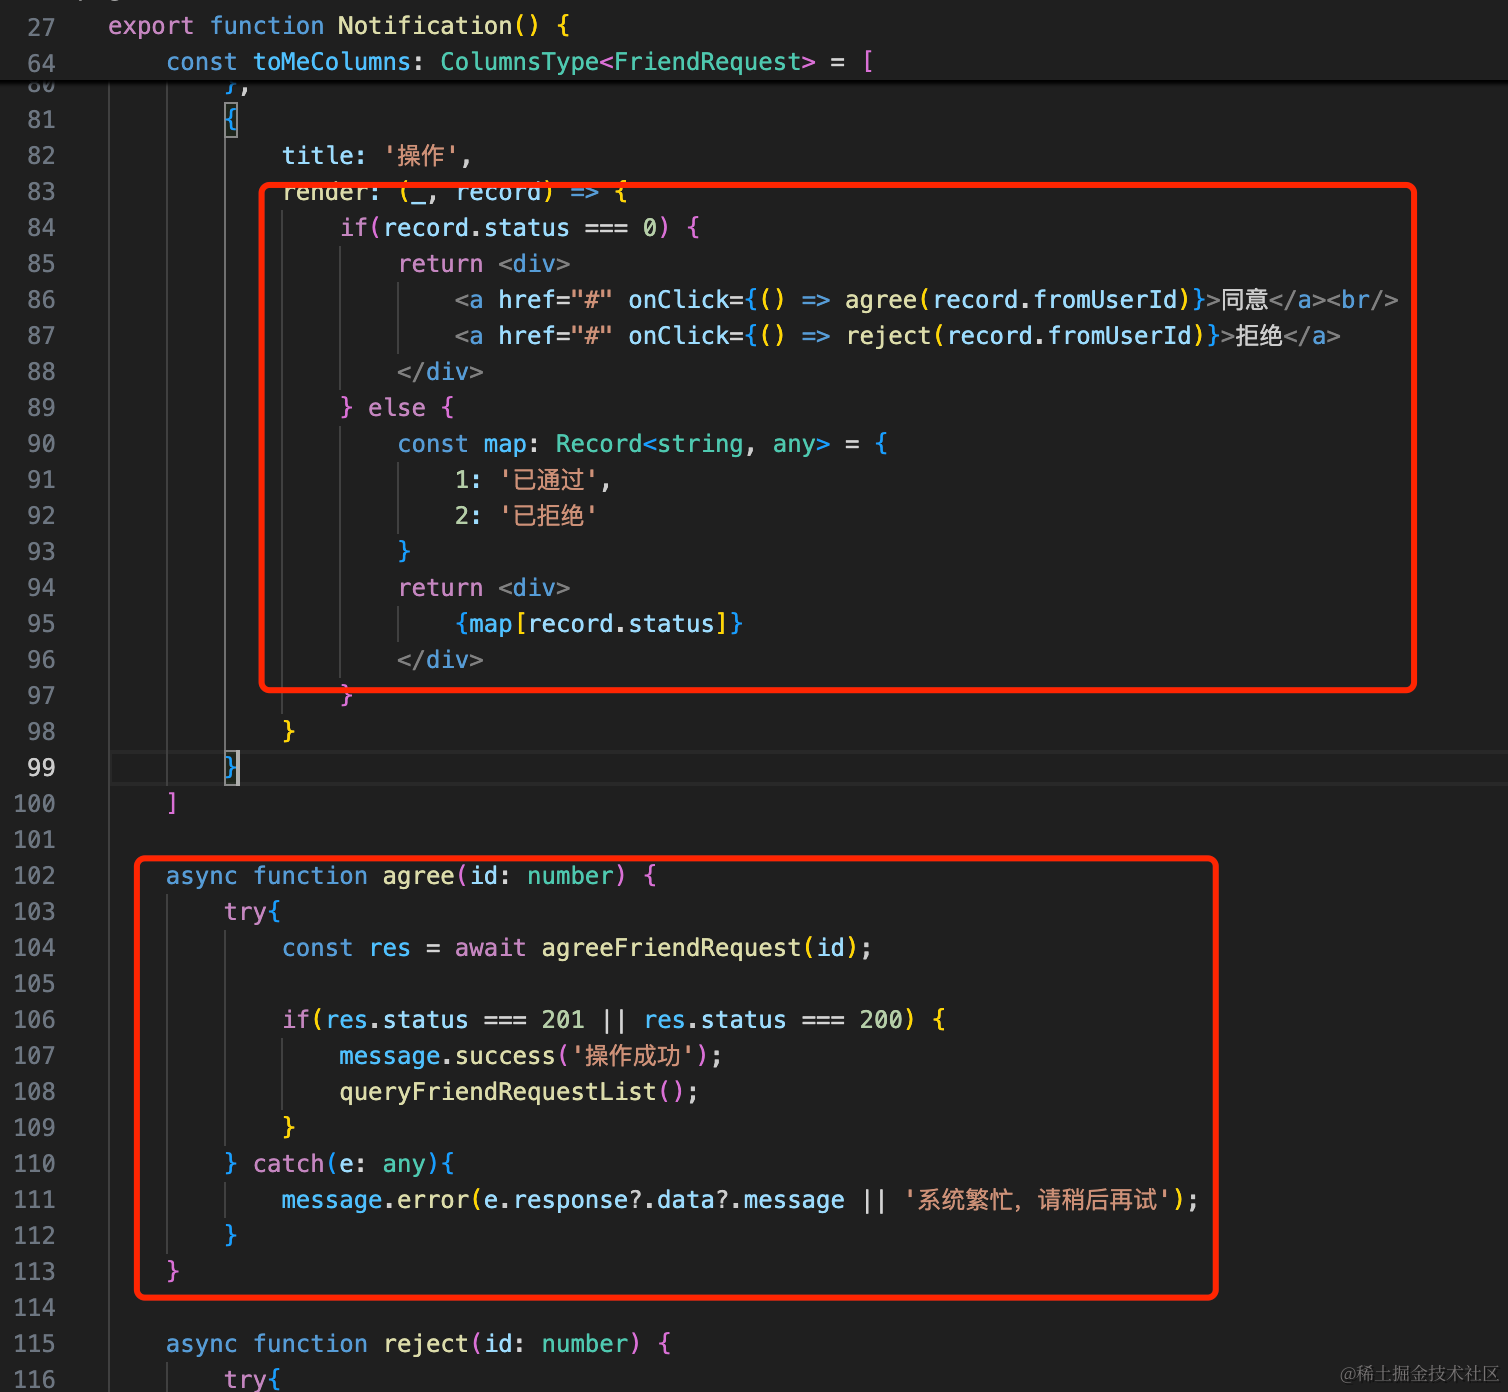 27 export function Notification() {
64 const toMeColumns: ColumnsType<FriendRequest> = [
80 },
81 {
82 title: '操作',
83 render: (_, record) => {
84 if(record.status === 0) {
85 return <div>
86 <a href="#" onClick={() => agree(record.fromUserId)}>同意</a><br/>
87 <a href="#" onClick={() => reject(record.fromUserId)}>拒绝</a>
88 </div>
89 } else {
90 const map: Record<string, any> = {
91 1: '已通过',
92 2: '已拒绝'
93 }
94 return <div>
95 {map[record.status]}
96 </div>
97 }
98 }
99 }
100 ]
101
102 async function agree(id: number) {
103 try{
104 const res = await agreeFriendRequest(id);
105
106 if(res.status === 201 || res.status === 200) {
107 message.success('操作成功');
108 queryFriendRequestList();
109 }
110 } catch(e: any){
111 message.error(e.response?.data?.message || '系统繁忙，请稍后再试');
112 }
113 }
114
115 async function reject(id: number) {
116 try{
@稀土掘金技术社区